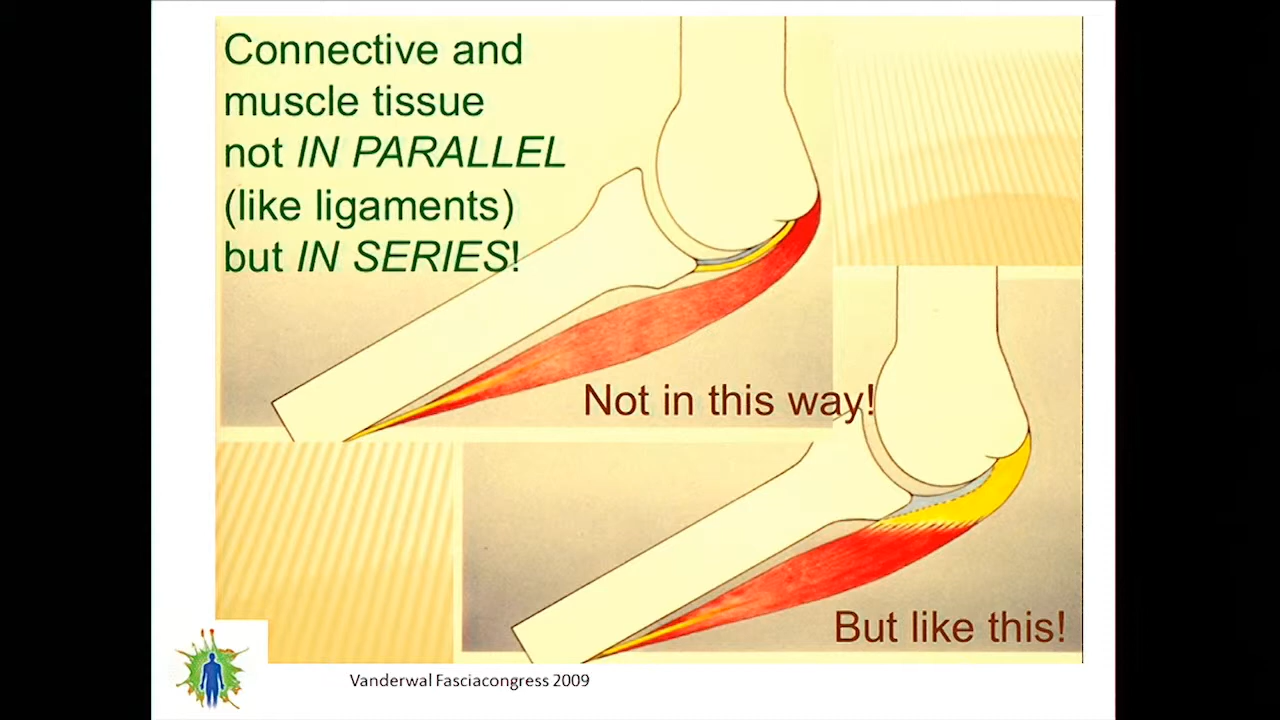 Connective and
muscle tissue
not IN PARALLEL
(like ligaments)
but IN SERIES!
Not in this way!
But like this!
Vanderwal Fasciacongress 2009